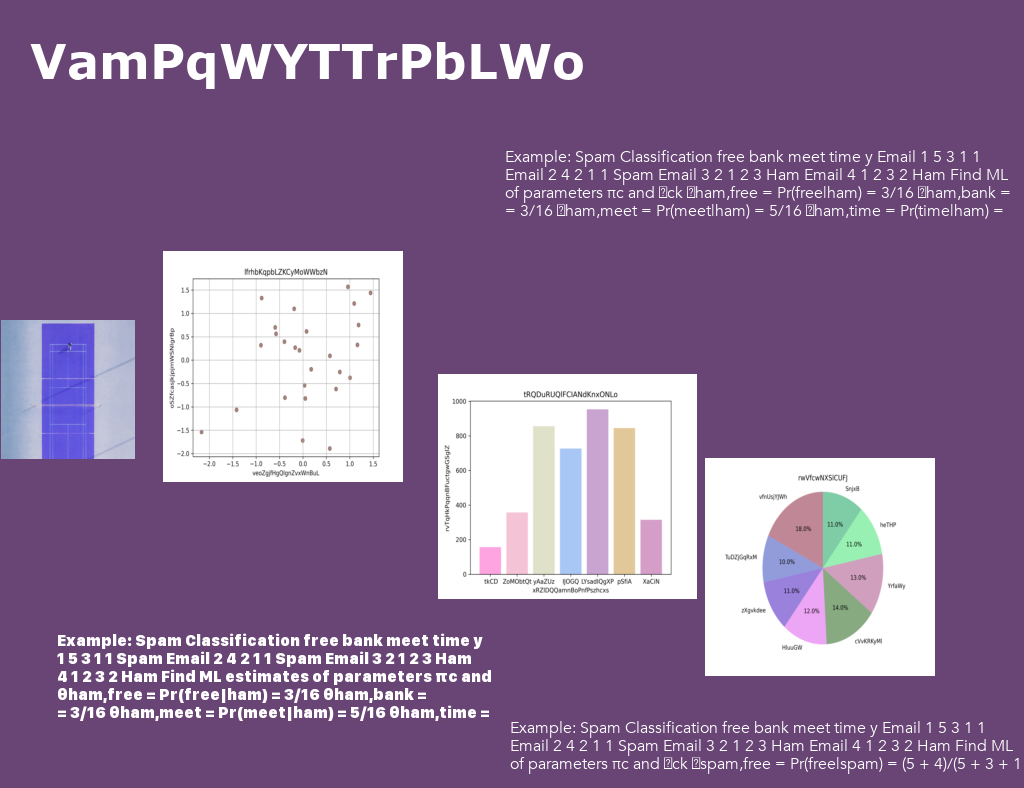 VamPqWYTTrPbLWo
Example: Spam Classification free bank meet time y Email 1 5 3 1 1
Email 2 4 2 1 1 Spam Email 3 2 1 2 3 Ham Email 4 1 2 3 2 Ham Find ML
of parameters πc and ck ham,free = Pr(free|ham) = 3/16 ham,bank =
= 3/16 ham,meet = Pr(meet|ham) = 5/16 ham,time = Pr(time|ham) =
IfrhbKqpbLZKCyMoWWbzN
1.5
1.0
0.5
0.0
−0.5
−1.0
−1.5
−2.0
−2.0 −1.5 −1.0 −0.5 0.0 0.5 1.0 1.5
tRQDuRUQlFCIANdKnxONLo
1000
800
600
400
200
0
tkCD ZoMObtQt yAaZUz IJOGQ LYsadIQgXP pSfiA XaCiN
xRZIDQQamnBoPnfPszhcxs
rwVfcwNXSICUFJ
SnjxB
vfnUsjYJWh
heTHP
TuDZJGqRxM
YrfaWy
zXgvkdee
cVvKRKyMl
HluuGW
11.0%
18.0%
11.0%
10.0%
13.0%
11.0%
14.0%
12.0%
Example: Spam Classification free bank meet time y
1 5 3 1 1 Spam Email 2 4 2 1 1 Spam Email 3 2 1 2 3 Ham
4 1 2 3 2 Ham Find ML estimates of parameters πc and
θham,free = Pr(free|ham) = 3/16 θham,bank =
= 3/16 θham,meet = Pr(meet|ham) = 5/16 θham,time =
Example: Spam Classification free bank meet time y Email 1 5 3 1 1
Email 2 4 2 1 1 Spam Email 3 2 1 2 3 Ham Email 4 1 2 3 2 Ham Find ML
of parameters πc and ck spam,free = Pr(free|spam) = (5 + 4)/(5 + 3 + 1